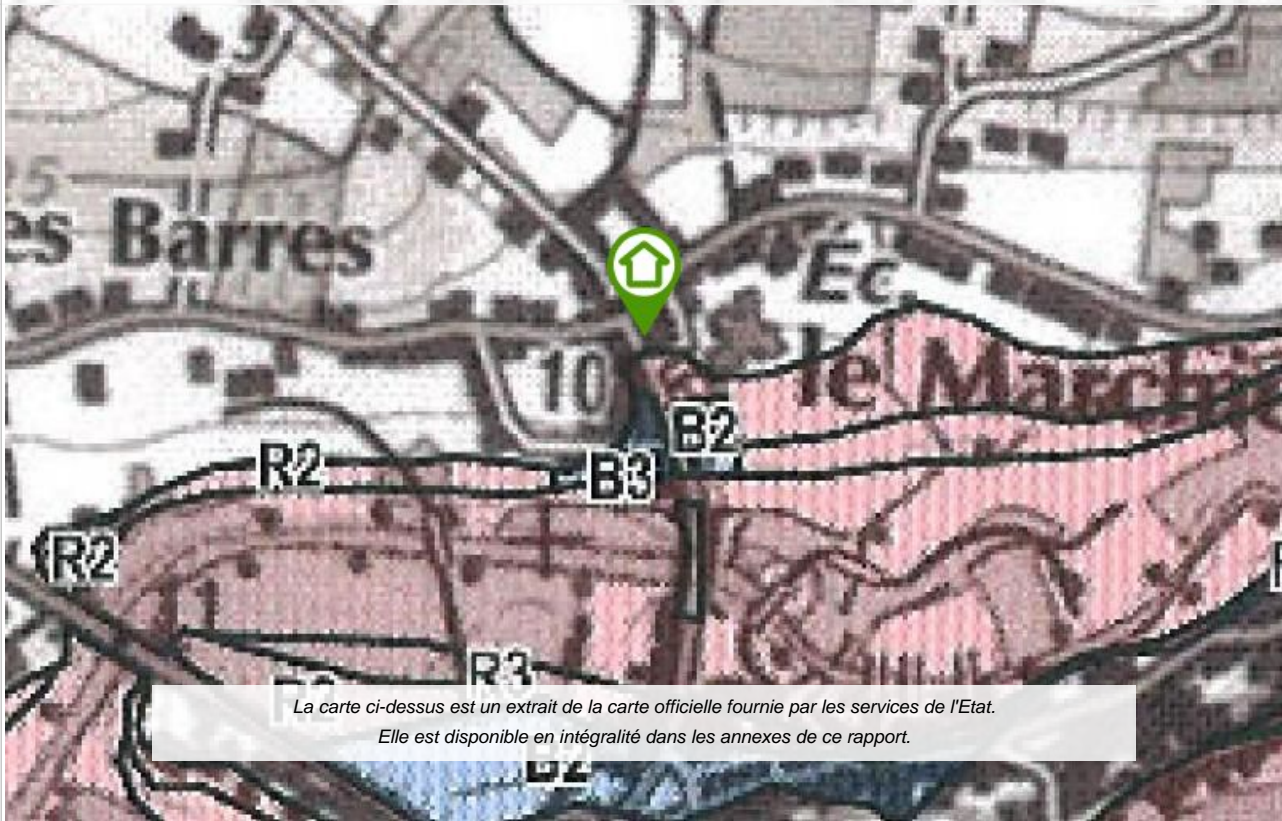 es Barres
Éc
10
le March
B2
R2
B3
R2
11
R3
R2
La carte ci-dessus est un extrait de la carte officielle fournie par les services de l'Etat.
Elle est disponible en intégralité dans les annexes de ce rapport.
B2